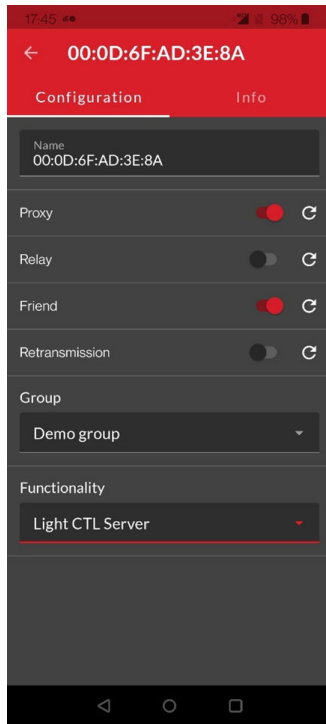 17:45
98%
00:0D:6F:AD:3E:8A
Configuration Info
Name
00:0D:6F:AD:3E:8A
Proxy
Relay
Friend
Retransmission
Group
Demo group
Functionality
Light CTL Server